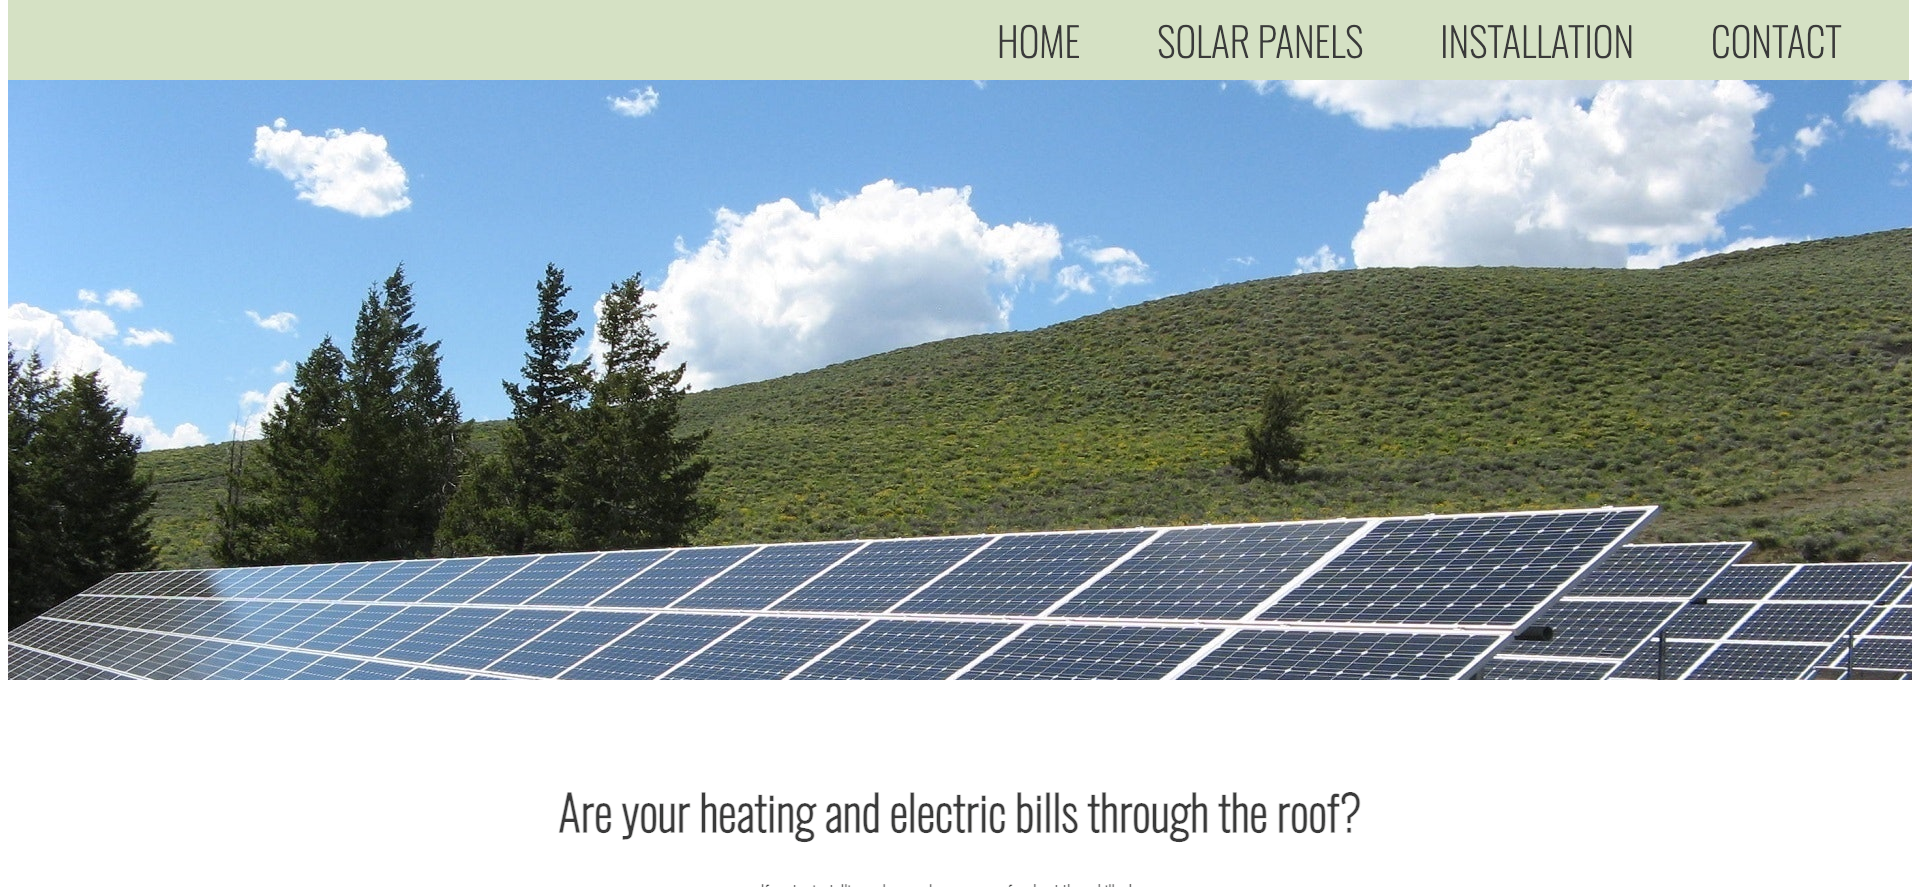 HOME SOLAR PANELS INSTALLATION CONTACT
Are your heating and electric bills through the roof?